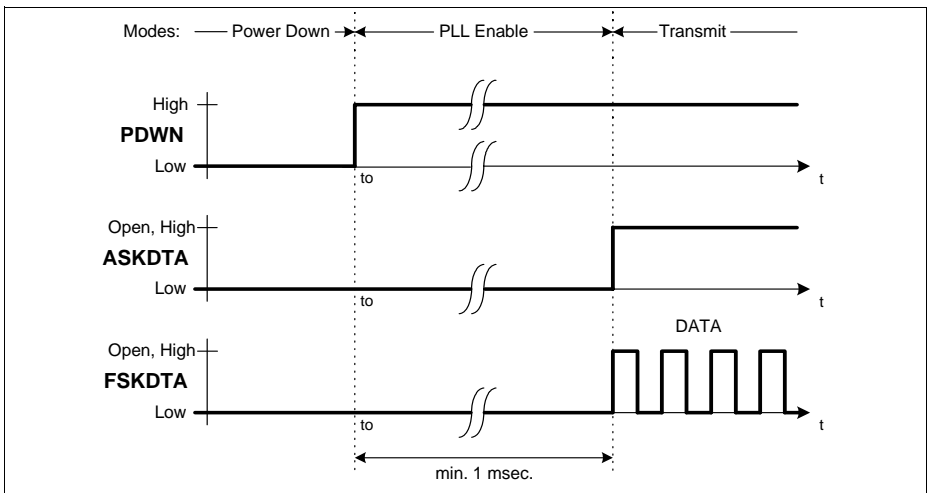 Modes: Power Down PLL Enable Transmit
High
PDWN
Low
to
t
Open, High
ASKDTA
Low
to
t
DATA
Open, High
FSKDTA
Low
to
t
min. 1 msec.